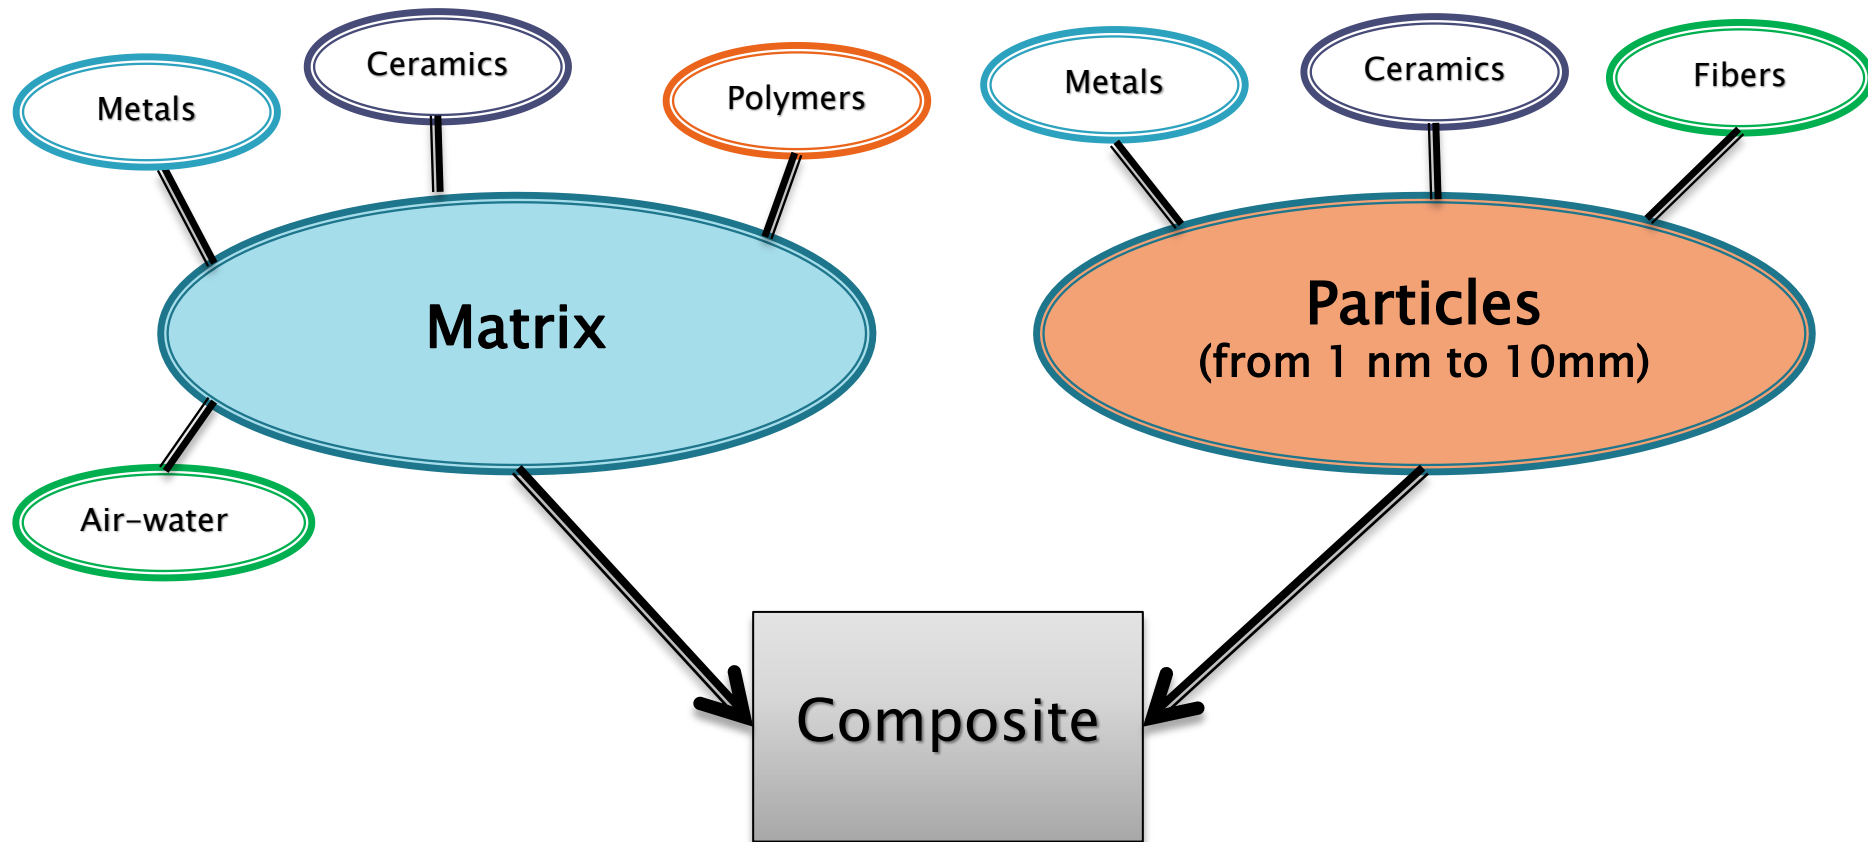 Metals
Ceramics
Polymers
Metals
Ceramics
Fibers
Matrix
Particles
(from 1 nm to 10mm)
Air-water
Composite